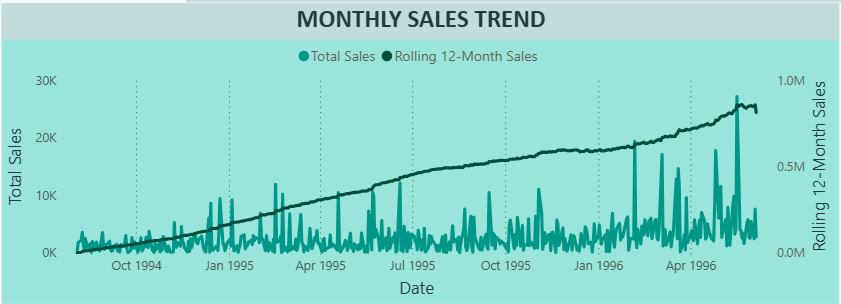 MONTHLY SALES TREND
Total Sales Rolling 12-Month Sales
30K
20K
10K
0K
Total Sales
1.0M
0.5M
0.0M
Rolling 12-Month Sales
Oct 1994 Jan 1995 Apr 1995 Jul 1995 Oct 1995 Jan 1996 Apr 1996
Date